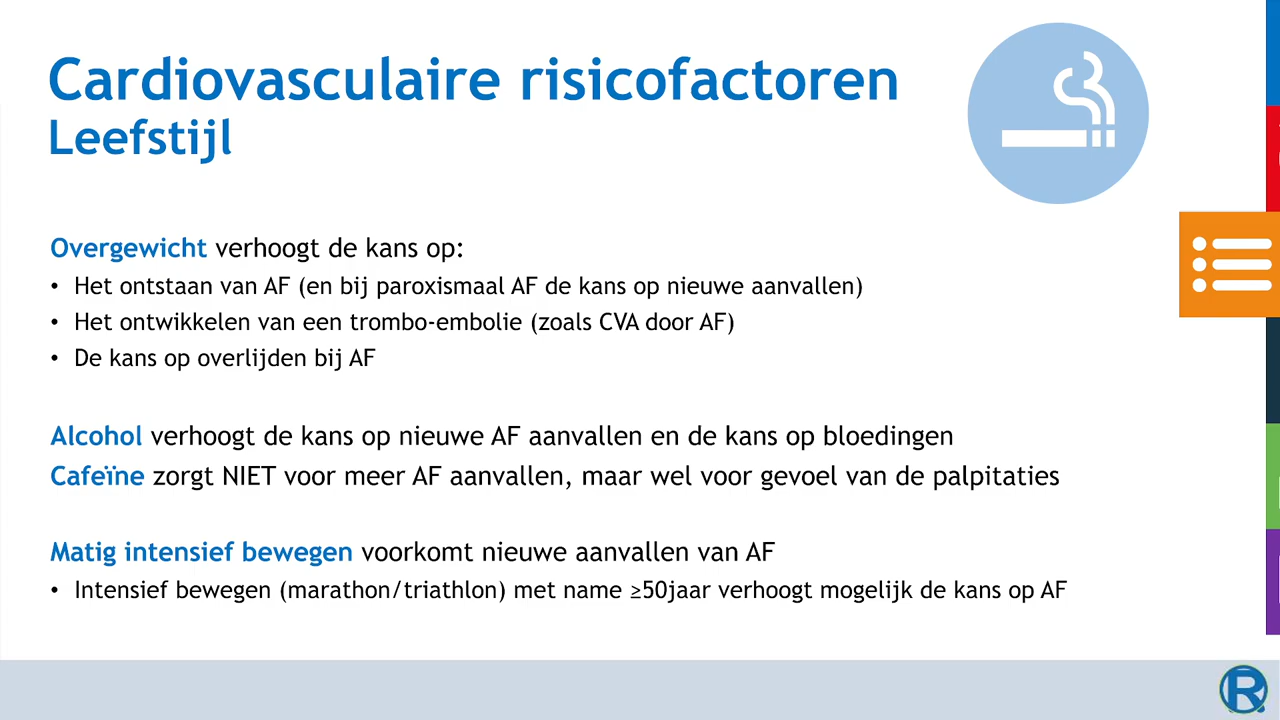 Cardiovasculaire risicofactoren
Leefstijl
Overgewicht verhoogt de kans op:
• Het ontstaan van AF (en bij paroxismaal AF de kans op nieuwe aanvallen)
• Het ontwikkelen van een trombo-embolie (zoals CVA door AF)
• De kans op overlijden bij AF
Alcohol verhoogt de kans op nieuwe AF aanvallen en de kans op bloedingen
Cafeïne zorgt NIET voor meer AF aanvallen, maar wel voor gevoel van de palpitaties
Matig intensief bewegen voorkomt nieuwe aanvallen van AF
• Intensief bewegen (marathon/triathlon) met name ≥50jaar verhoogt mogelijk de kans op AF
R